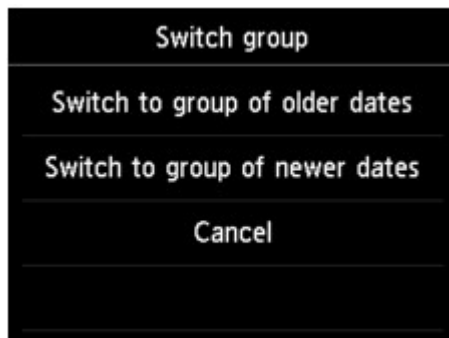 Switch group
Switch to group of older dates
Switch to group of newer dates
Cancel